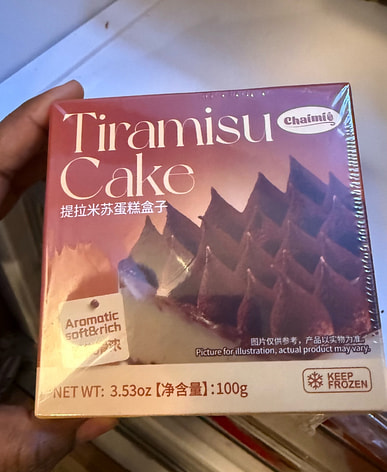 Tiramisu
Chaimiê
Cake
提拉米苏蛋糕盒子
Aromatic
soft&rich
图片仅供参考，产品以实物为准。
Picture for illustration, actual product may vary.
NET WT: 3.53oz【净含量】:100g
KEEP
FROZEN